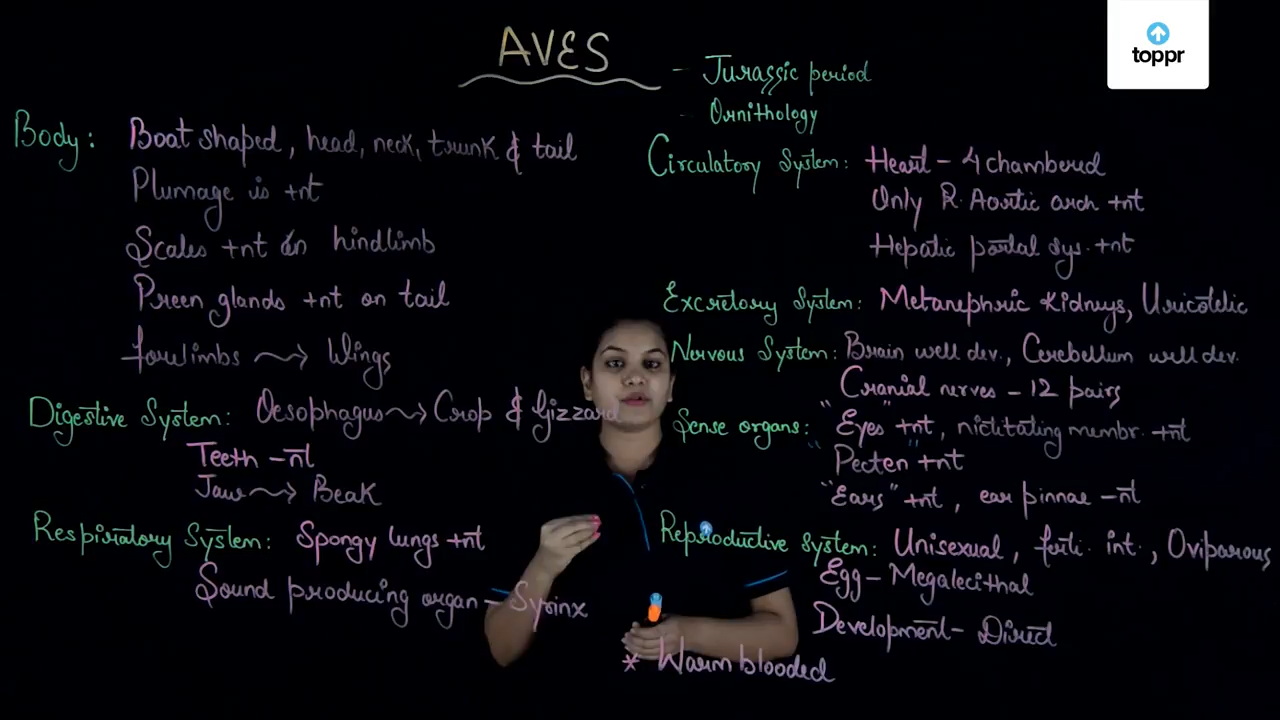 AVES
- Jurassic period
- Ornithology
toppr
Body: Boat shaped, head, neck, trunk & tail
Plumage is +nt
Scales +nt in hindlimb
Preen glands +nt on tail
forelimbs ⟿ Wings
Digestive System: Oesophagus ⟿ Crop & Gizzard
Teeth -nt
Jaw ⟿ Beak
Respiratory System: Spongy lungs +nt
Sound producing organ - Syrinx
Circulatory System: Heart - 4 chambered
Only R. Aortic arch +nt
Hepatic portal sys. +nt
Excretory System: Metanephric Kidneys, Uricotelic
Nervous System: Brain well dev., Cerebellum well dev.
Cranial nerves - 12 pairs
Sense organs: "Eyes" +nt, nictitating membr. +nt
"Pecten" +nt
"Ears" +nt, ear pinnae -nt
Reproductive System: Unisexual, ferti. int., Oviparous
Egg - Megalecithal
Development - Direct
* Warm blooded